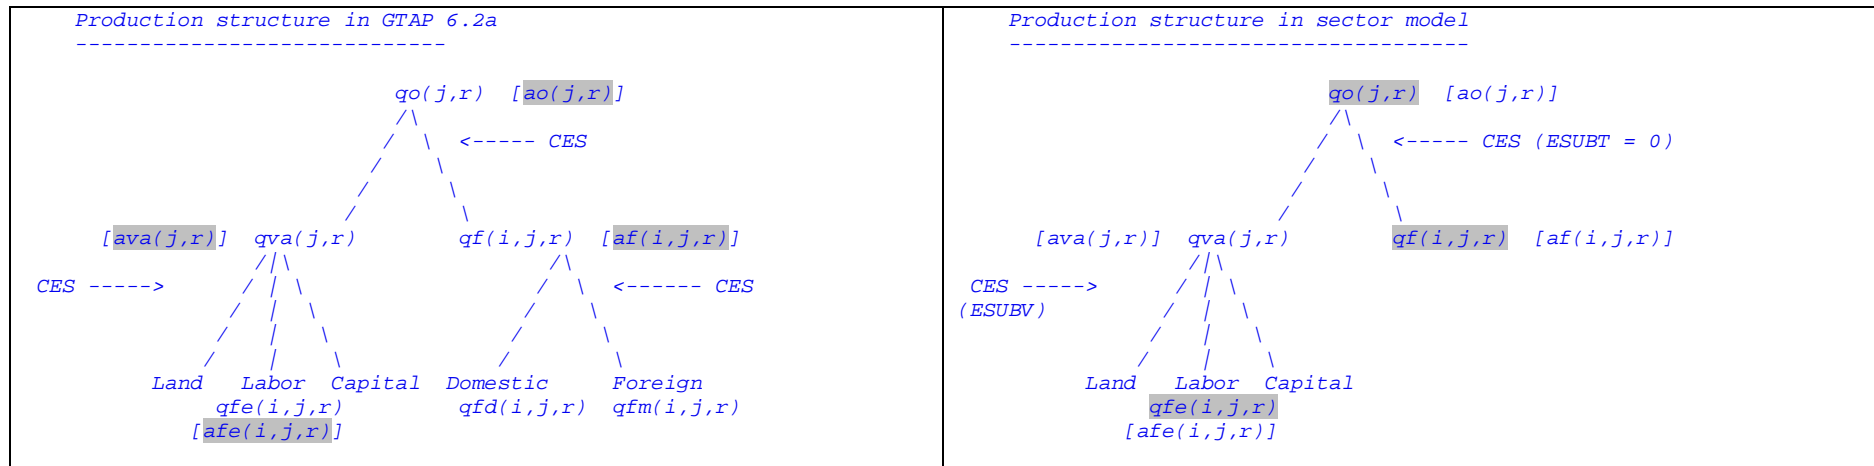 Production structure in GTAP 6.2a
-----------------------------
qo(j,r) [ao(j,r)]
<----- CES
[ava(j,r)] qva(j,r) qf(i,j,r) [af(i,j,r)]
CES -----> <------ CES
Land Labor Capital Domestic Foreign
qfe(i,j,r) qfd(i,j,r) qfm(i,j,r)
[afe(i,j,r)]
Production structure in sector model
------------------------------------
qo(j,r) [ao(j,r)]
<----- CES (ESUBT = 0)
[ava(j,r)] qva(j,r) qf(i,j,r) [af(i,j,r)]
CES ----->
(ESUBV)
Land Labor Capital
qfe(i,j,r)
[afe(i,j,r)]